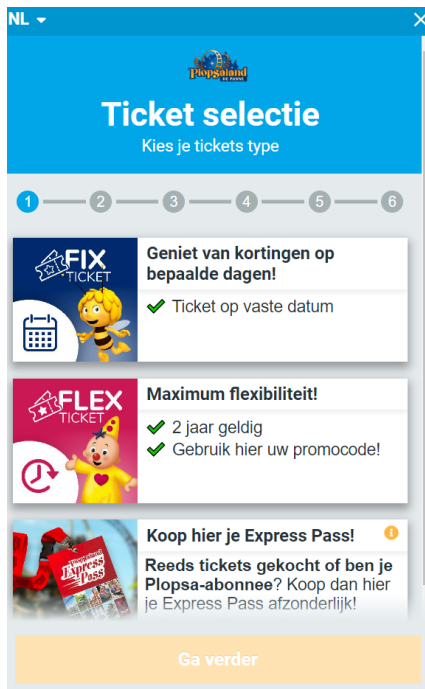 NL
Plopsaland
DE PANNE
Ticket selectie
Kies je tickets type
1 2 3 4 5 6
FIX
TICKET
Geniet van kortingen op
bepaalde dagen!
Ticket op vaste datum
FLEX
TICKET
Maximum flexibiliteit!
2 jaar geldig
Gebruik hier uw promocode!
Plopsaland
Express
Pass
Koop hier je Express Pass!
Reeds tickets gekocht of ben je
Plopsa-abonnee? Koop dan hier
je Express Pass afzonderlijk!
Ga verder